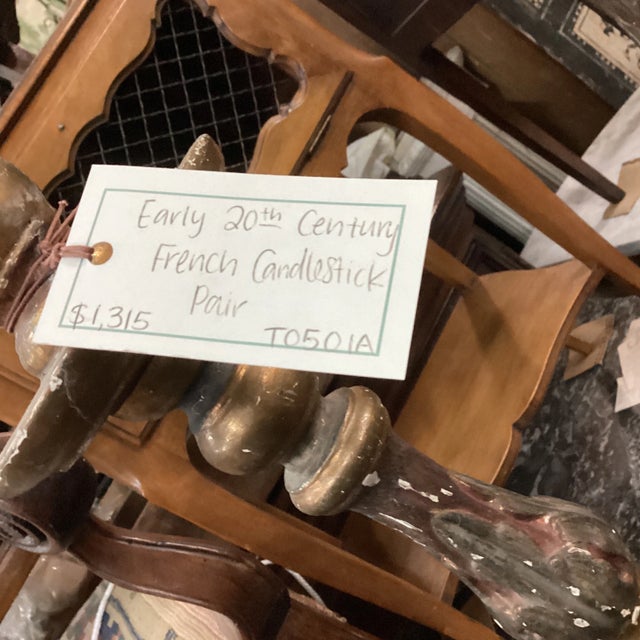 Early 20th Century
French Candlestick
Pair
$1,315
T0501A